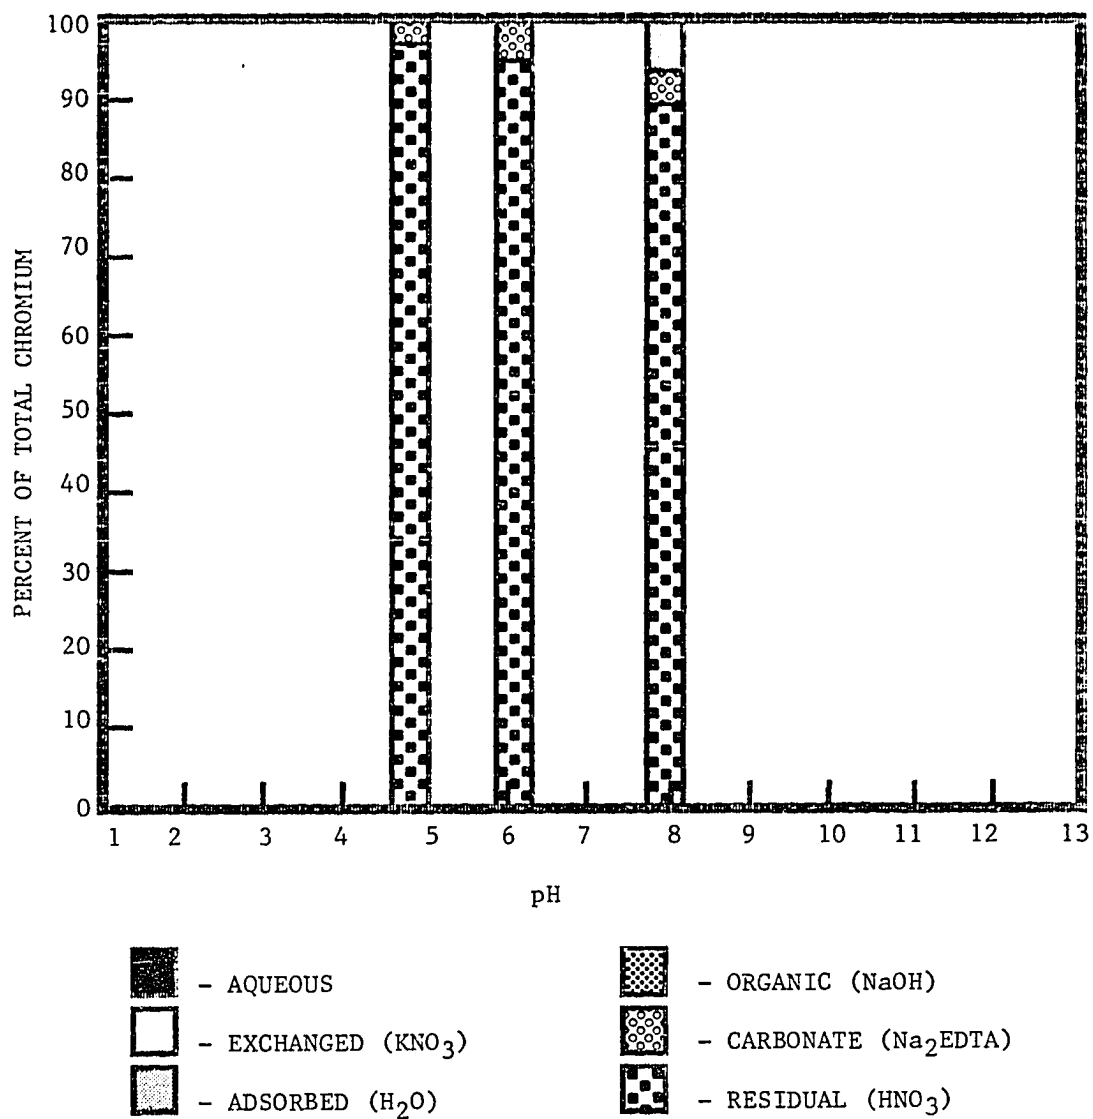 100
90
80
70
60
50
40
30
20
10
0
PERCENT OF TOTAL CHROMIUM
1 2 3 4 5 6 7 8 9 10 11 12 13
pH
- AQUEOUS
- EXCHANGED (KNO3)
- ADSORBED (H2O)
- ORGANIC (NaOH)
- CARBONATE (Na2EDTA)
- RESIDUAL (HNO3)